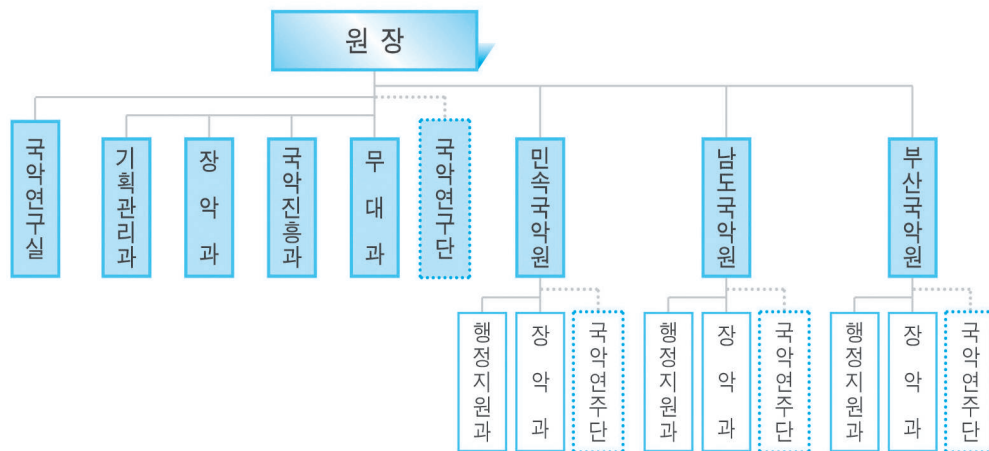 원 장
국악연구실
기획관리과
장 악 과
국악진흥과
무 대 과
국악연구단
민속국악원
남도국악원
부산국악원
행정지원과
장 악 과
국악연주단
행정지원과
장 악 과
국악연주단
행정지원과
장 악 과
국악연주단